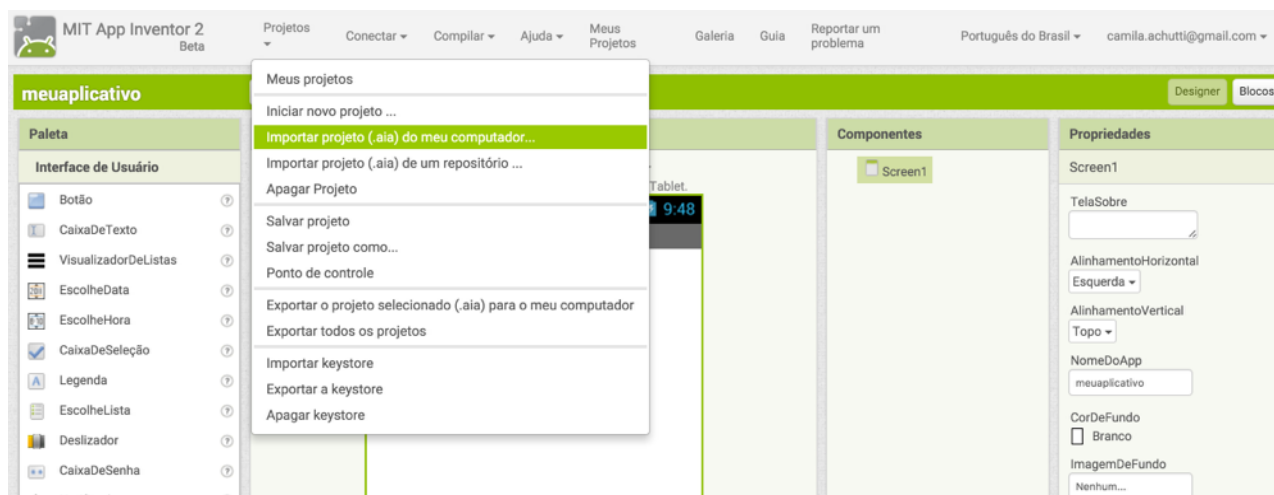 MIT App Inventor 2
Beta
Projetos
Conectar
Compilar
Ajuda
Meus
Projetos
Galeria
Guia
Reportar um
problema
Português do Brasil
camila.achutti@gmail.com
meuaplicativo
Designer
Blocos
Paleta
Interface de Usuário
Botão
CaixaDeTexto
VisualizadorDeListas
EscolheData
EscolheHora
CaixaDeSeleção
Legenda
EscolheLista
Deslizador
CaixaDeSenha
Meus projetos
Iniciar novo projeto ...
Importar projeto (.aia) do meu computador...
Importar projeto (.aia) de um repositório ...
Apagar Projeto
Salvar projeto
Salvar projeto como...
Ponto de controle
Exportar o projeto selecionado (.aia) para o meu computador
Exportar todos os projetos
Importar keystore
Exportar a keystore
Apagar keystore
Tablet.
9:48
Componentes
Screen1
Propriedades
Screen1
TelaSobre
AlinhamentoHorizontal
Esquerda
AlinhamentoVertical
Topo
NomeDoApp
meuaplicativo
CorDeFundo
Branco
ImagemDeFundo
Nenhum...